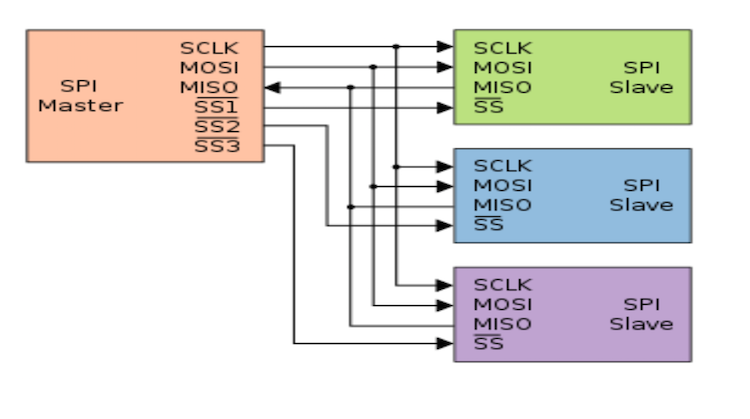 SPI
Master
SCLK
MOSI
MISO
SS1
SS2
SS3
SCLK
MOSI
MISO
SS
SPI
Slave
SCLK
MOSI
MISO
SS
SPI
Slave
SCLK
MOSI
MISO
SS
SPI
Slave